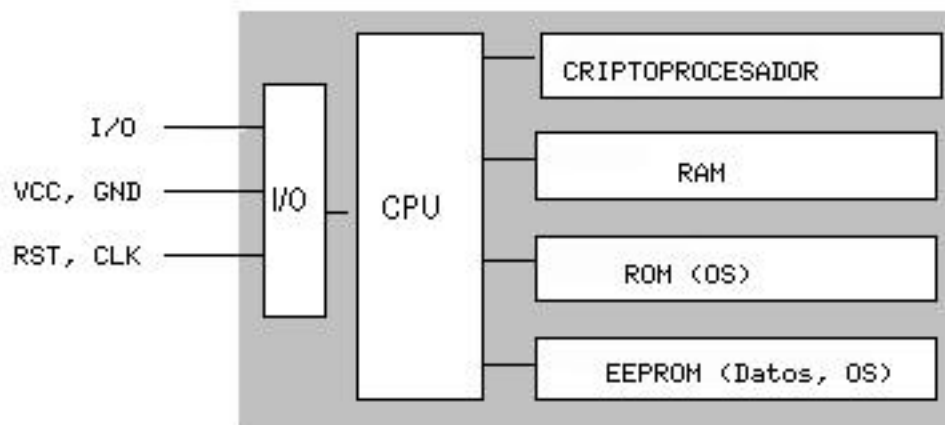 I/O
VCC, GND
RST, CLK
I/O
CPU
CRIPTOPROCESADOR
RAM
ROM (OS)
EEPROM (Datos, OS)